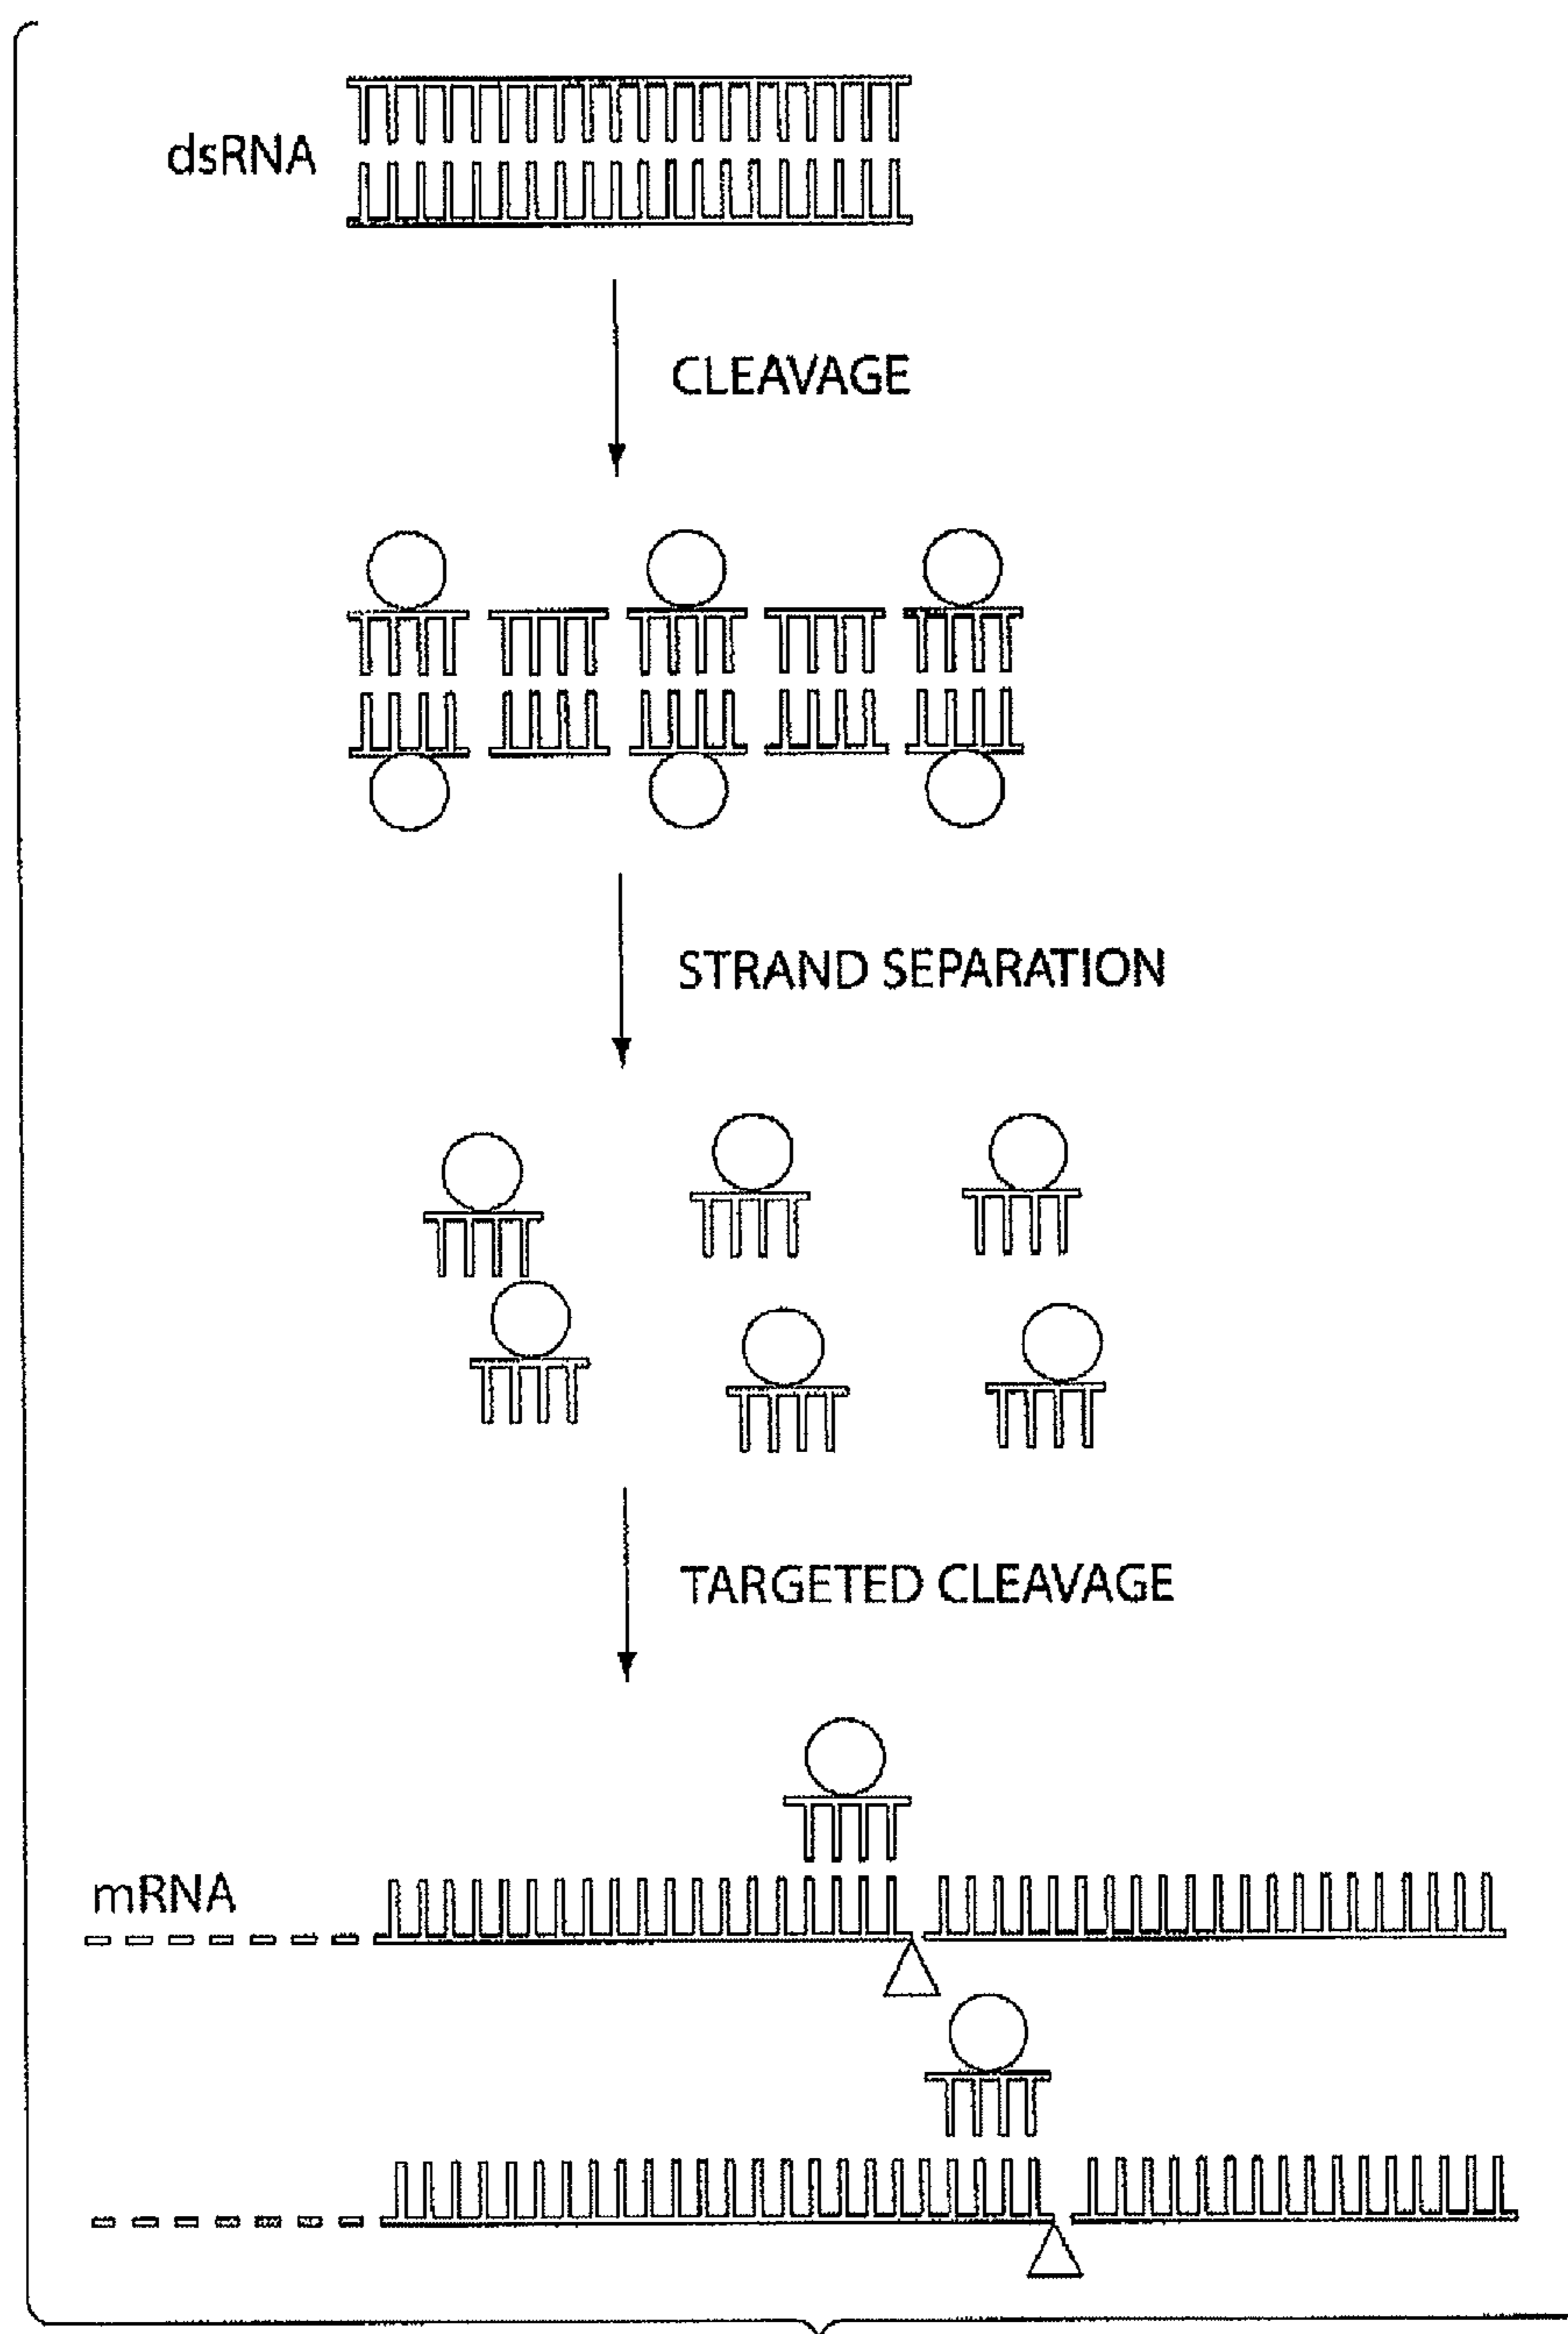 dsRNA
CLEAVAGE
STRAND SEPARATION
TARGETED CLEAVAGE
mRNA